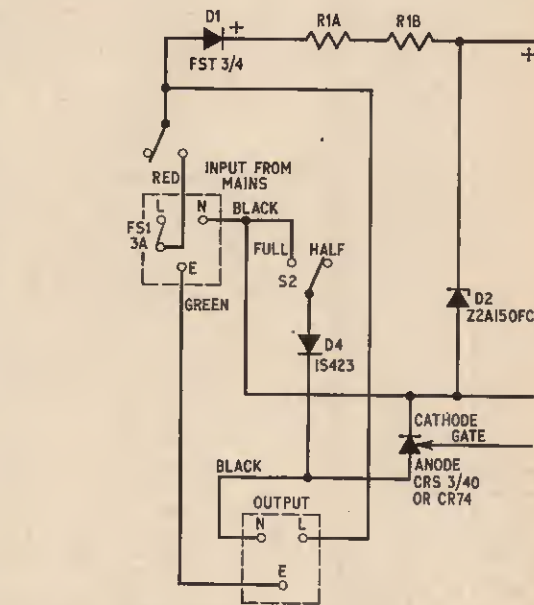 D1
+
FST 3/4
R1A
R1B
+
RED
INPUT FROM
MAINS
L
N
BLACK
FS1
3A
E
GREEN
FULL
HALF
S2
D4
IS423
D2
Z2A150FC
CATHODE
GATE
ANODE
CRS 3/40
OR CR74
BLACK
OUTPUT
N
L
E